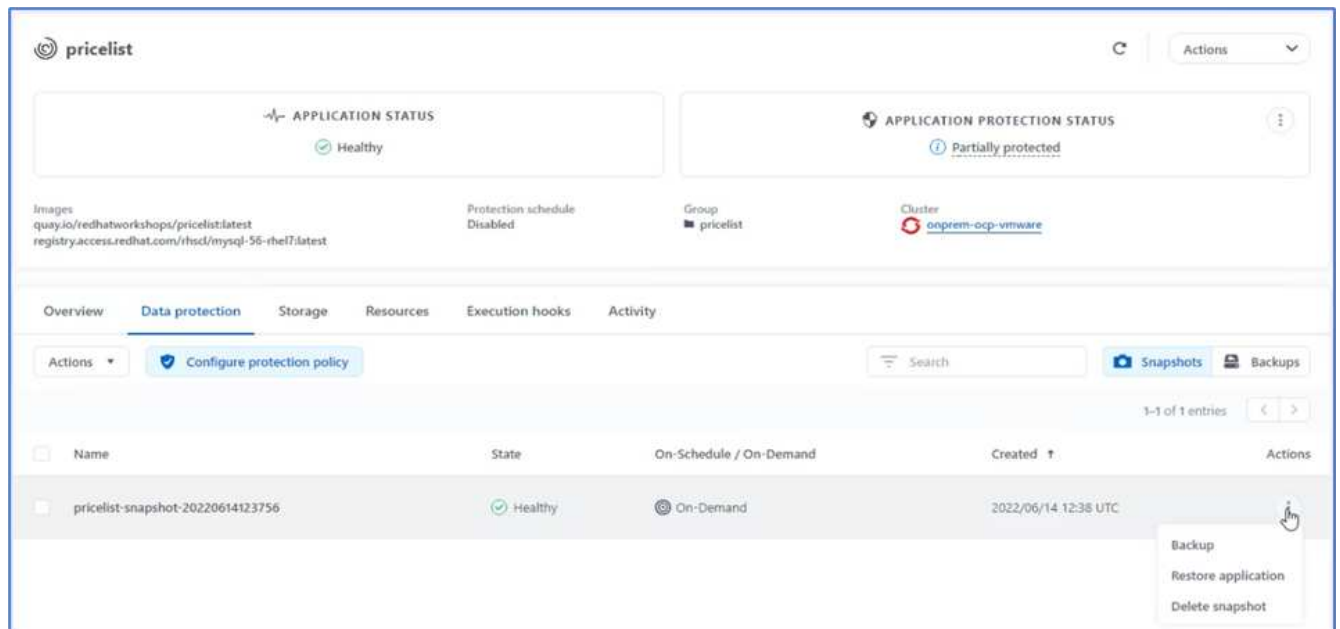 pricelist
Actions
APPLICATION STATUS
Healthy
APPLICATION PROTECTION STATUS
Partially protected
Images
quay.io/redhatworkshops/pricelist:latest
registry.access.redhat.com/rhscl/mysql-56-rhel7:latest
Protection schedule
Disabled
Group
pricelist
Cluster
onprem-ocp-vmware
Overview Data protection Storage Resources Execution hooks Activity
Actions Configure protection policy Search Snapshots Backups
1–1 of 1 entries
Name State On-Schedule / On-Demand Created ↑ Actions
pricelist-snapshot-20220614123756 Healthy On-Demand 2022/06/14 12:38 UTC
Backup
Restore application
Delete snapshot